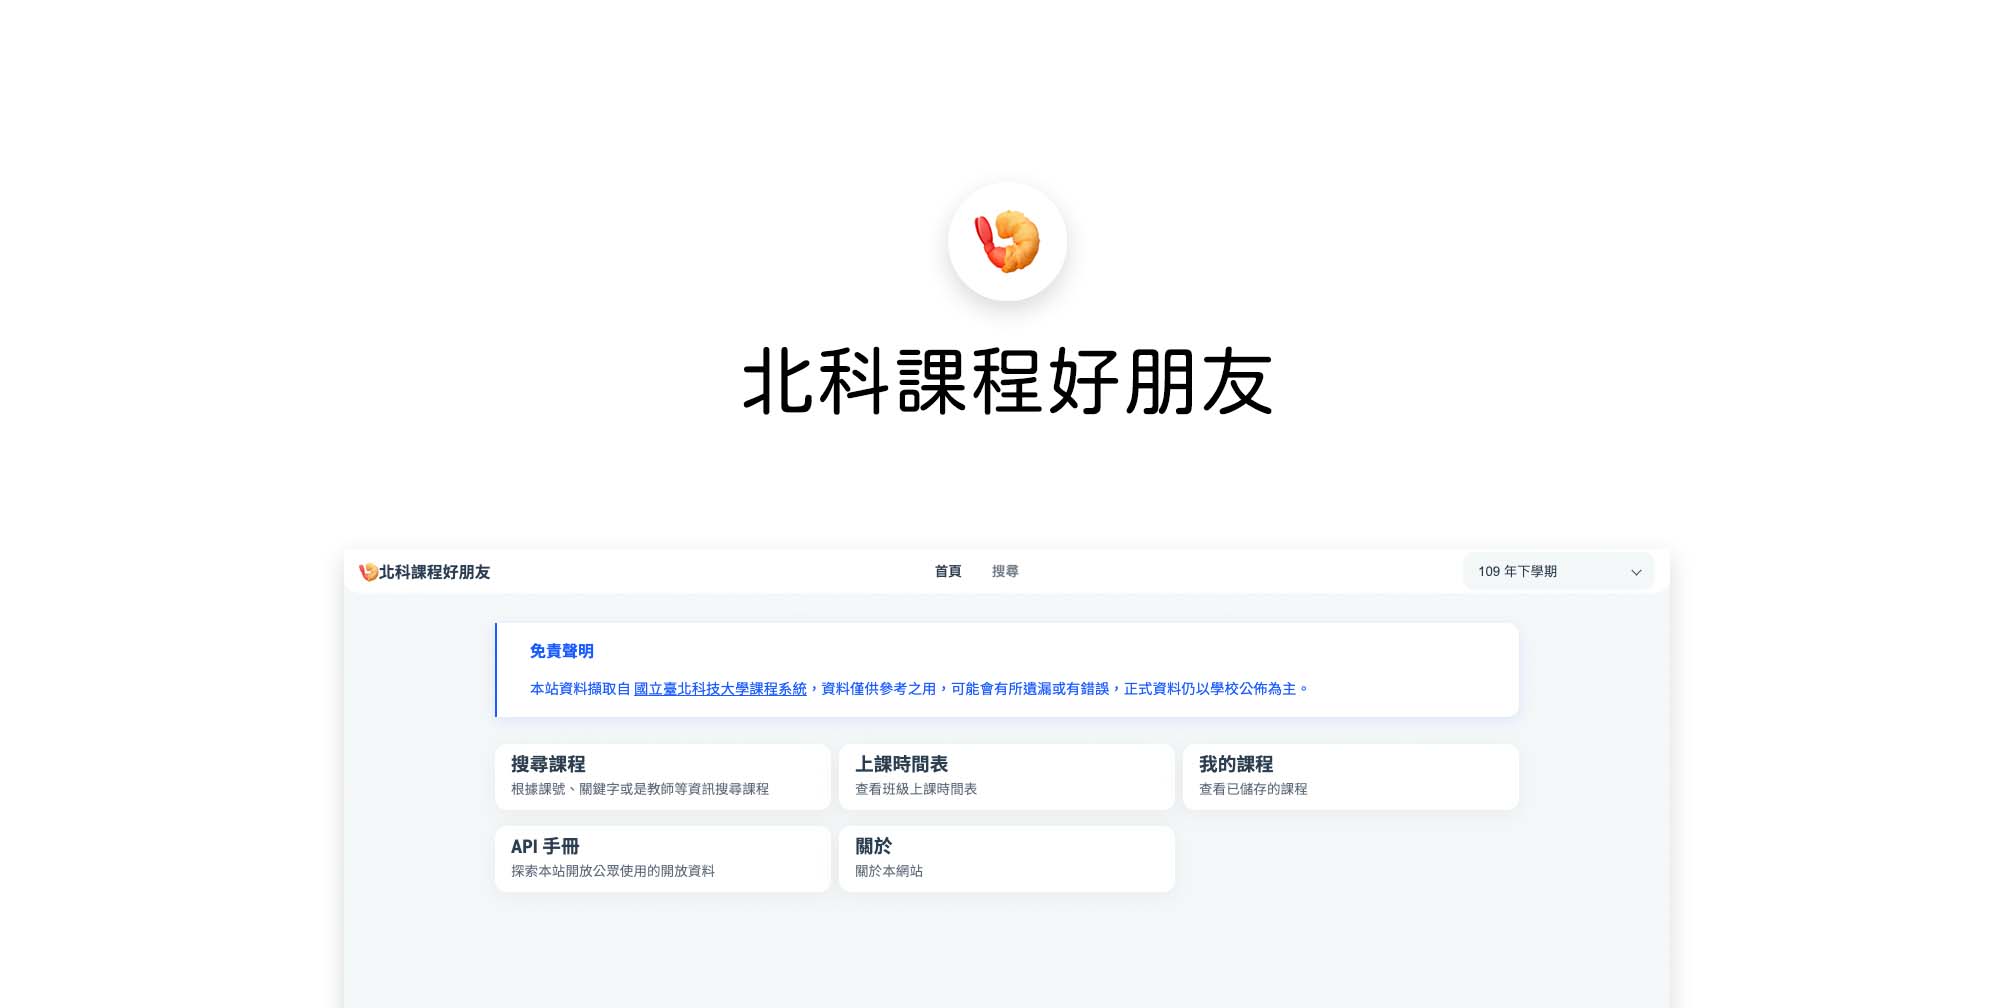 北科課程好朋友
北科課程好朋友
首頁
搜尋
109 年下學期
免責聲明
本站資料擷取自 國立臺北科技大學課程系統，資料僅供參考之用，可能會有所遺漏或有錯誤，正式資料仍以學校公佈為主。
搜尋課程
根據課號、關鍵字或是教師等資訊搜尋課程
上課時間表
查看班級上課時間表
我的課程
查看已儲存的課程
API 手冊
探索本站開放公眾使用的開放資料
關於
關於本網站